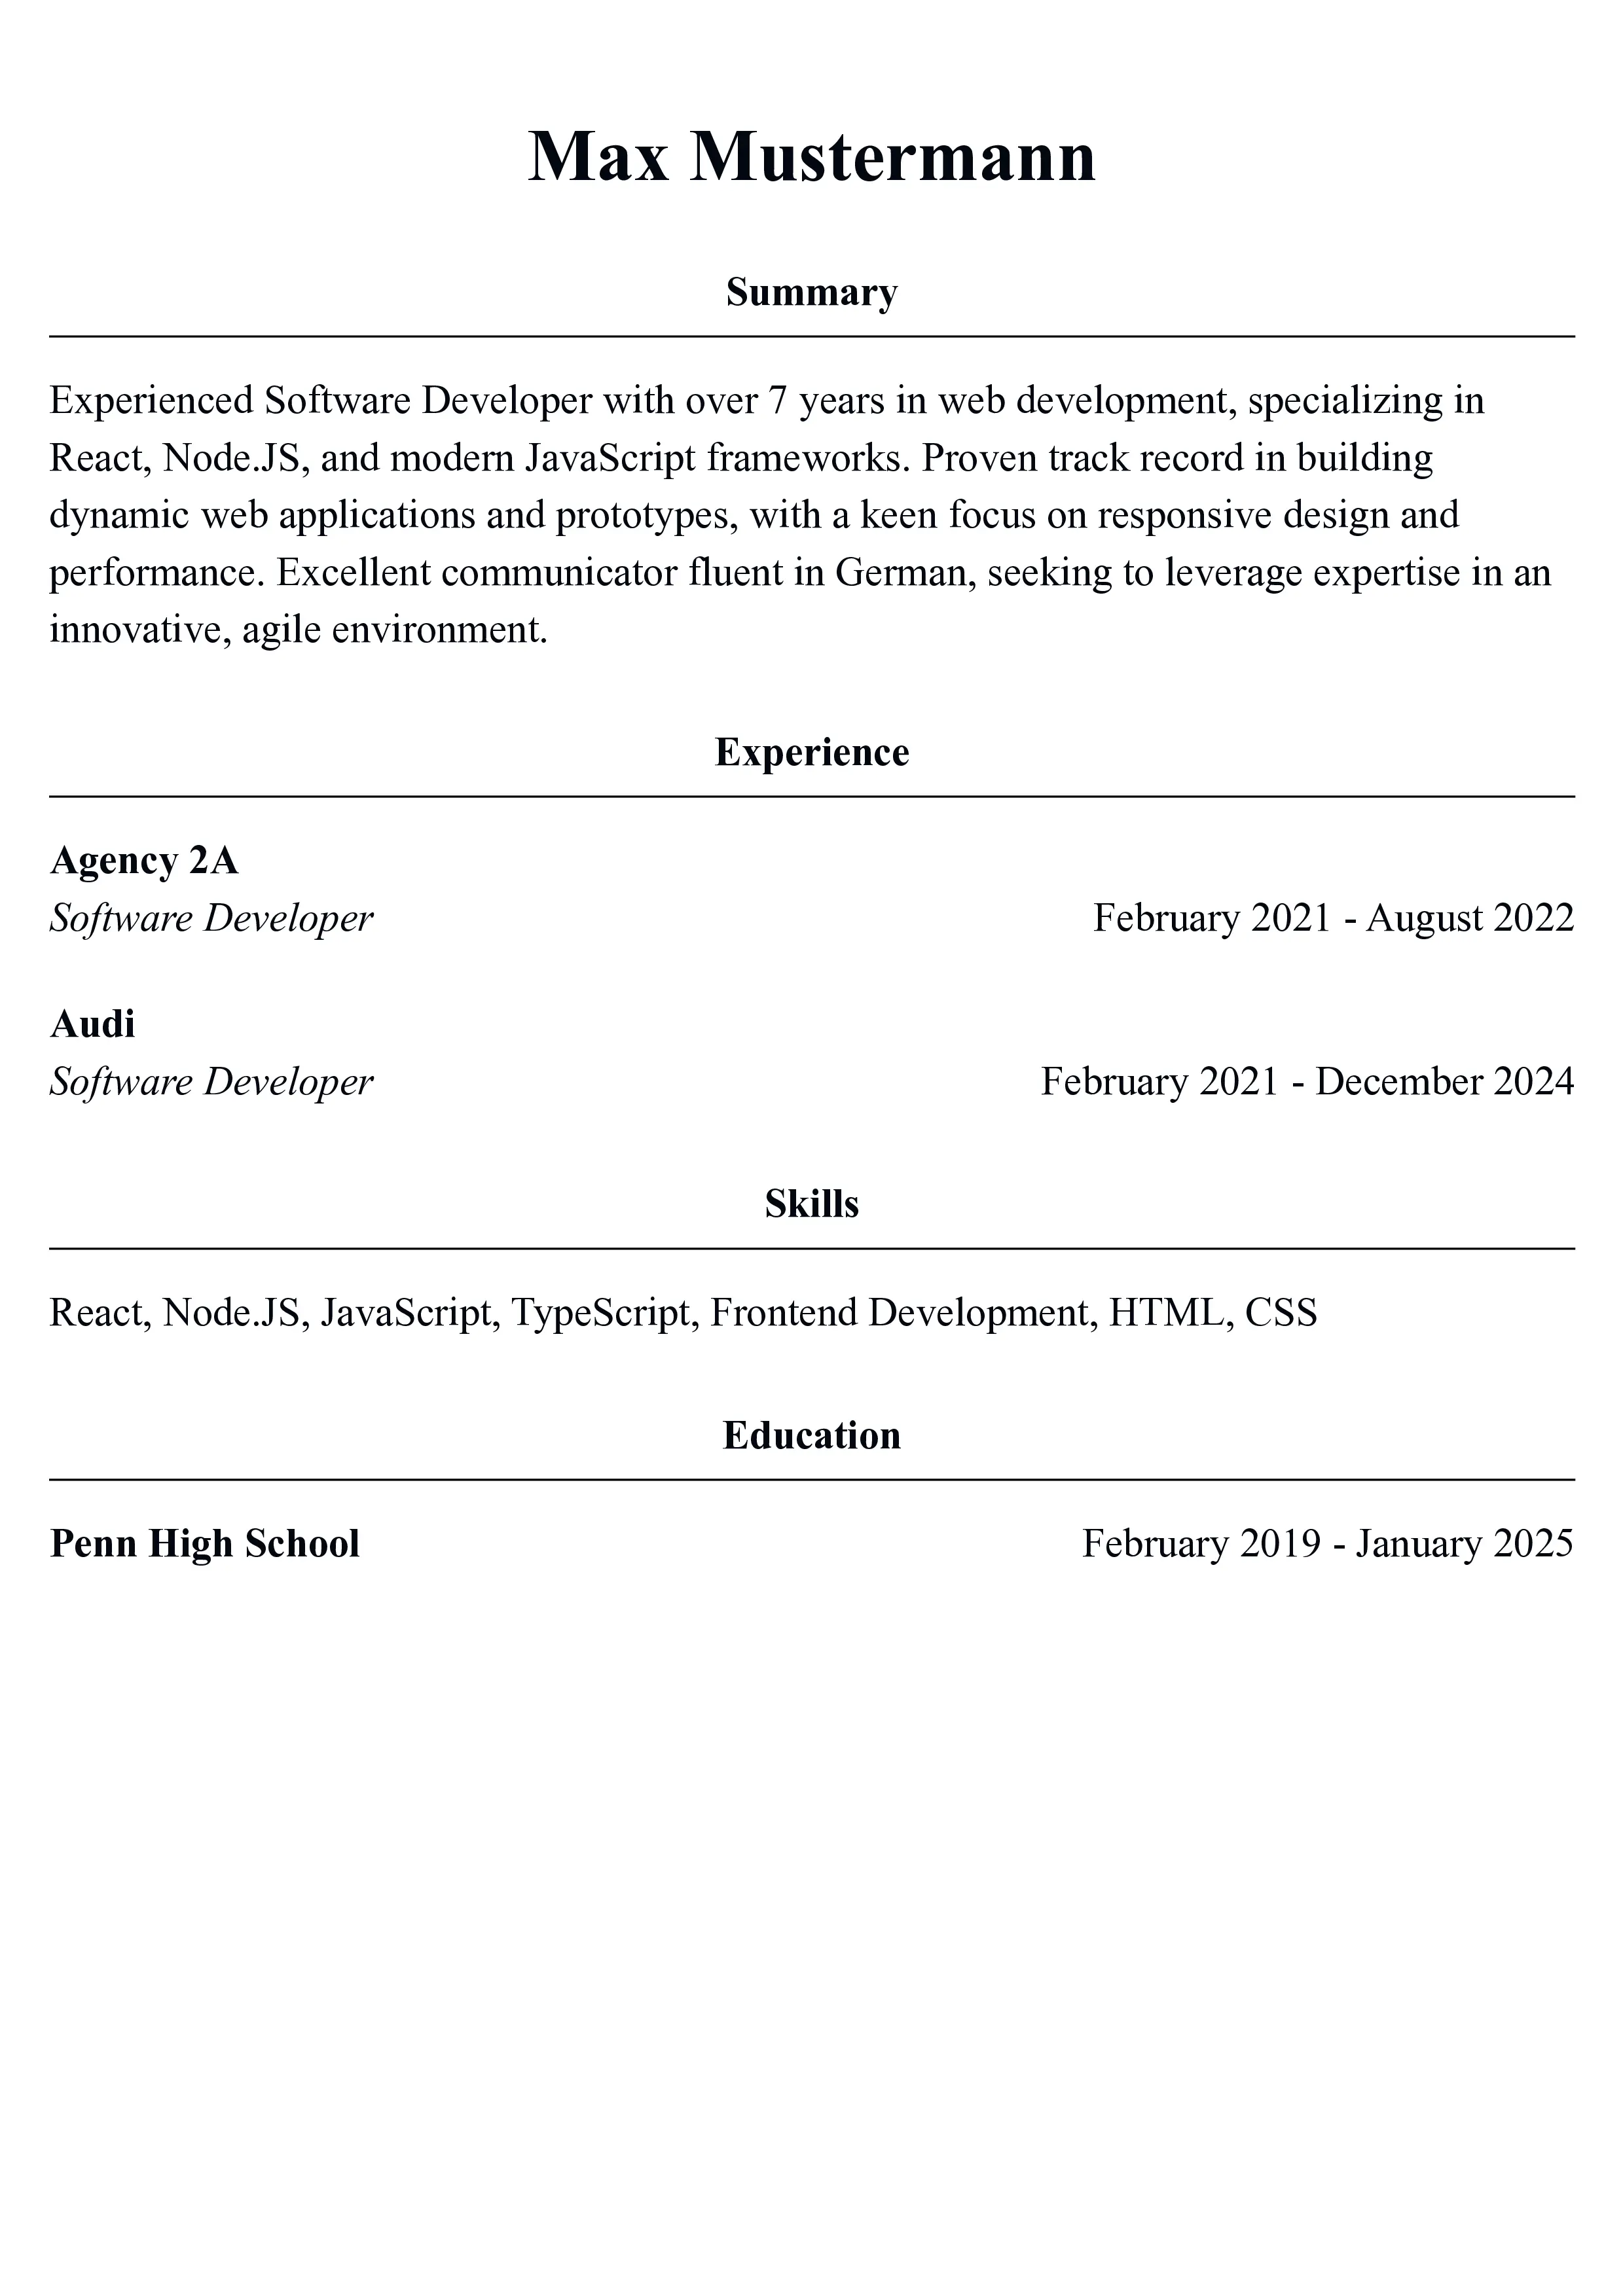 Max Mustermann
Summary
Experienced Software Developer with over 7 years in web development, specializing in
React, Node.JS, and modern JavaScript frameworks. Proven track record in building
dynamic web applications and prototypes, with a keen focus on responsive design and
performance. Excellent communicator fluent in German, seeking to leverage expertise in an
innovative, agile environment.
Experience
Agency 2A
Software Developer February 2021 - August 2022
Audi
Software Developer February 2021 - December 2024
Skills
React, Node.JS, JavaScript, TypeScript, Frontend Development, HTML, CSS
Education
Penn High School February 2019 - January 2025